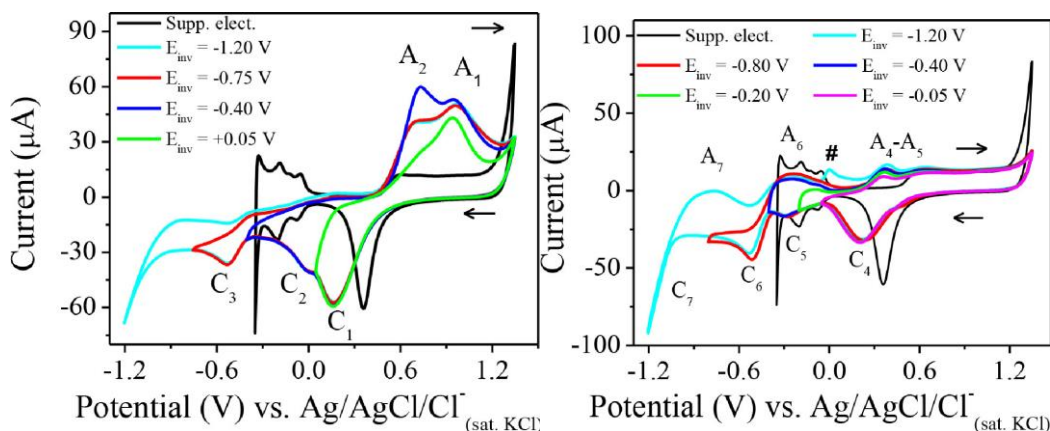 90
60
30
0
-30
-60
Current (μA)
Supp. elect.
E_inv = -1.20 V
E_inv = -0.75 V
E_inv = -0.40 V
E_inv = +0.05 V
A₂
A₁
C₃
C₂
C₁
-1.2
-0.6
0.0
0.6
1.2
Potential (V) vs. Ag/AgCl/Cl⁻ (sat. KCl)
100
50
0
-50
-100
Current (μA)
Supp. elect.
E_inv = -0.80 V
E_inv = -0.20 V
E_inv = -1.20 V
E_inv = -0.40 V
E_inv = -0.05 V
A₇
A₆
#
A₄-A₅
C₇
C₆
C₅
C₄
-1.2
-0.6
0.0
0.6
1.2
Potential (V) vs. Ag/AgCl/Cl⁻ (sat. KCl)